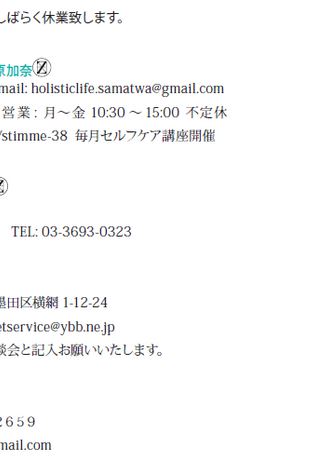 しばらく休業致します。
原加奈 Ⓩ
mail: holisticlife.samatwa@gmail.com
営業: 月〜金 10:30 〜 15:00 不定休
/stimme-38 毎月セルフケア講座開催
TEL: 03-3693-0323
墨田区横網 1-12-24
etservice@ybb.ne.jp
談会と記入お願いいたします。
2659
mail.com